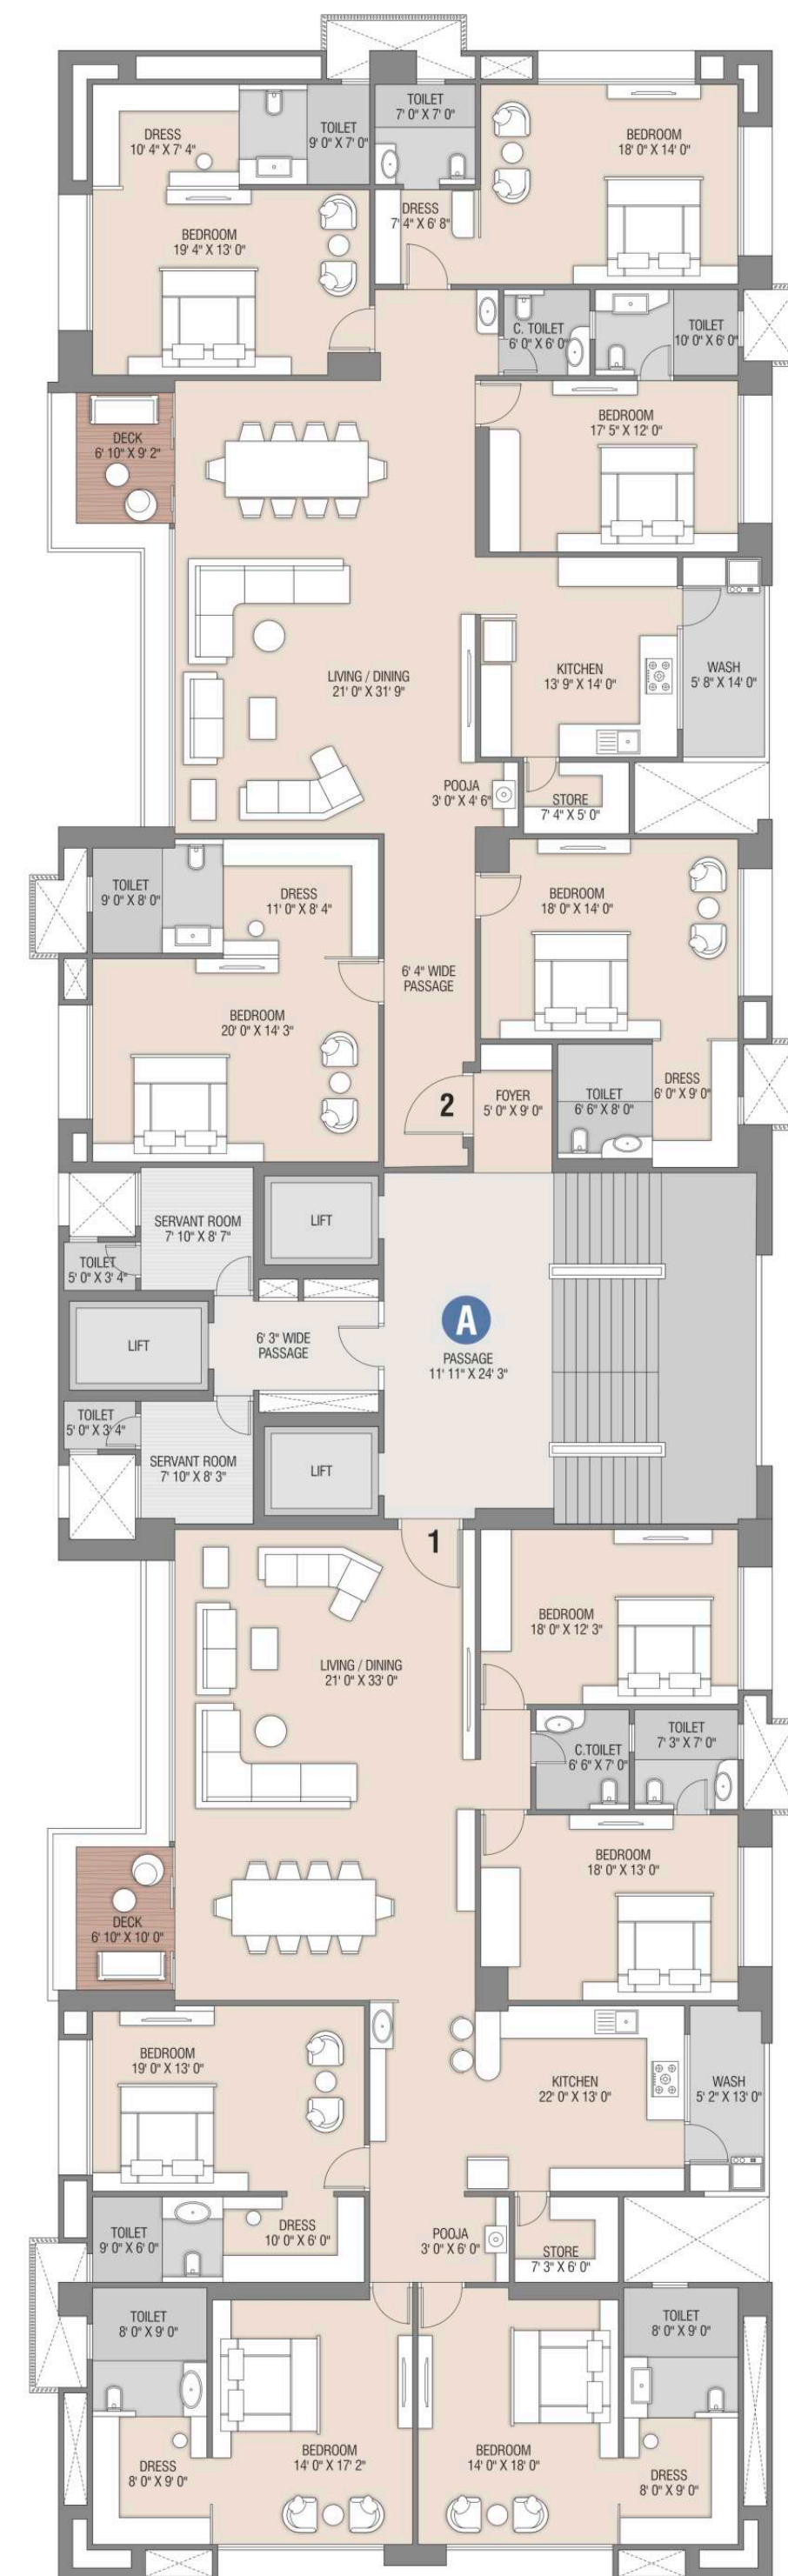 TOILET
7' 0" X 7' 0"
DRESS
10' 4" X 7' 4"
TOILET
9' 0" X 7' 0"
BEDROOM
18' 0" X 14' 0"
DRESS
7' 4" X 6' 8"
BEDROOM
19' 4" X 13' 0"
C. TOILET
6' 0" X 6' 0"
TOILET
10' 0" X 6' 0"
BEDROOM
17' 5" X 12' 0"
DECK
6' 10" X 9' 2"
LIVING / DINING
21' 0" X 31' 9"
KITCHEN
13' 9" X 14' 0"
WASH
5' 8" X 14' 0"
POOJA
3' 0" X 4' 6"
STORE
7' 4" X 5' 0"
TOILET
9' 0" X 8' 0"
DRESS
11' 0" X 8' 4"
BEDROOM
18' 0" X 14' 0"
6' 4" WIDE
PASSAGE
BEDROOM
20' 0" X 14' 3"
2
FOYER
5' 0" X 9' 0"
TOILET
6' 6" X 8' 0"
DRESS
6' 0" X 9' 0"
SERVANT ROOM
7' 10" X 8' 7"
LIFT
TOILET
5' 0" X 3' 4"
LIFT
6' 3" WIDE
PASSAGE
A
PASSAGE
11' 11" X 24' 3"
TOILET
5' 0" X 3' 4"
SERVANT ROOM
7' 10" X 8' 3"
LIFT
1
BEDROOM
18' 0" X 12' 3"
LIVING / DINING
21' 0" X 33' 0"
C.TOILET
6' 6" X 7' 0"
TOILET
7' 3" X 7' 0"
BEDROOM
18' 0" X 13' 0"
DECK
6' 10" X 10' 0"
BEDROOM
19' 0" X 13' 0"
KITCHEN
22' 0" X 13' 0"
WASH
5' 2" X 13' 0"
TOILET
9' 0" X 6' 0"
DRESS
10' 0" X 6' 0"
POOJA
3' 0" X 6' 0"
STORE
7' 3" X 6' 0"
TOILET
8' 0" X 9' 0"
TOILET
8' 0" X 9' 0"
DRESS
8' 0" X 9' 0"
BEDROOM
14' 0" X 17' 2"
BEDROOM
14' 0" X 18' 0"
DRESS
8' 0" X 9' 0"